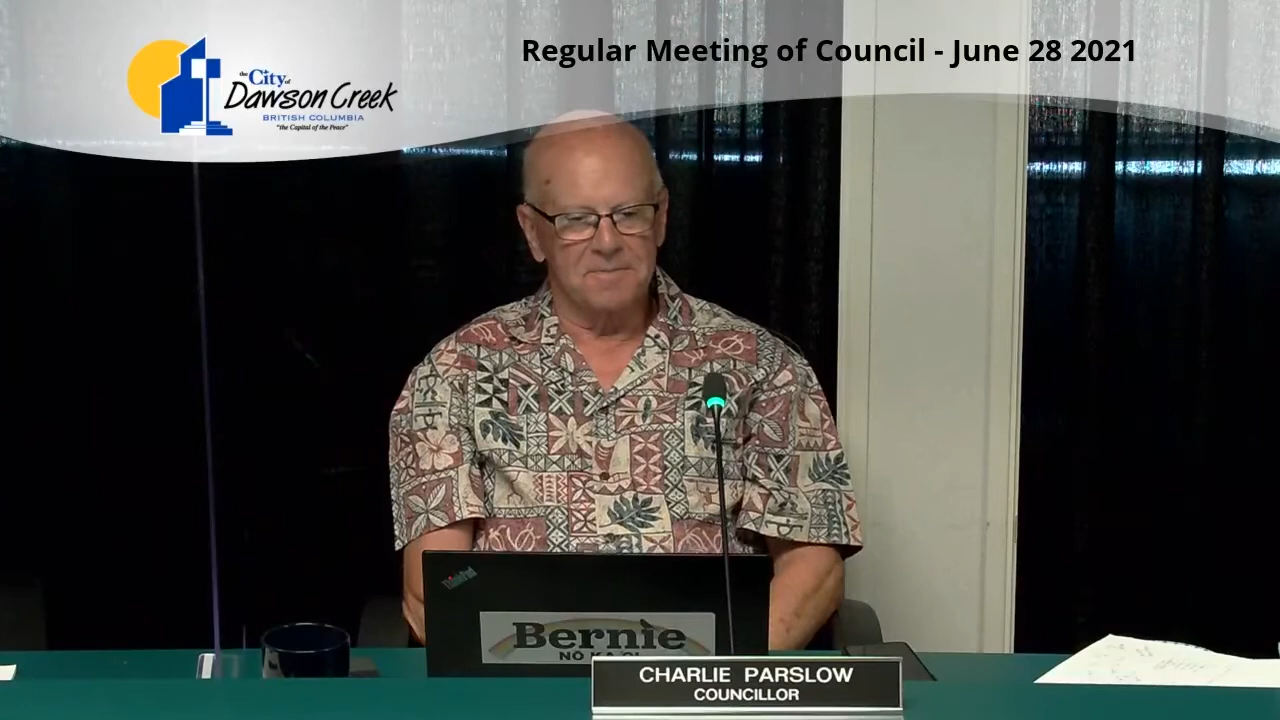 Regular Meeting of Council - June 28 2021
the City of
Dawson Creek
BRITISH COLUMBIA
"the Capital of the Peace"
ThinkPad
Bernie
NO KA OI
CHARLIE PARSLOW
COUNCILLOR